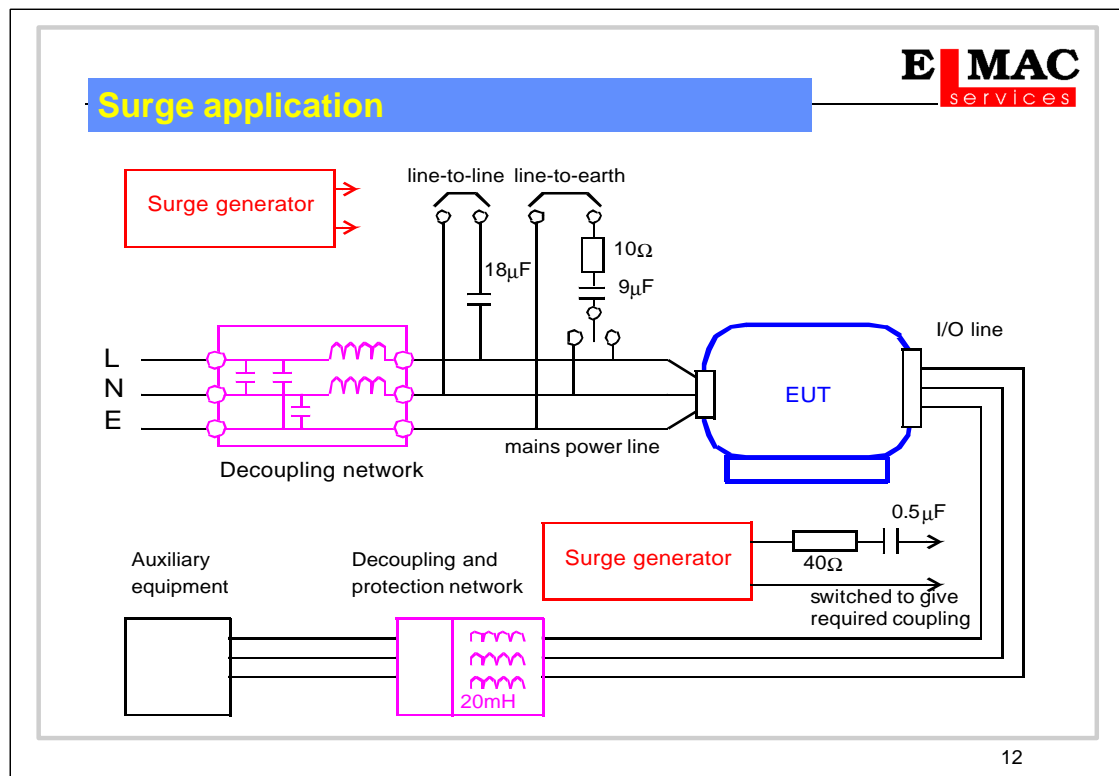 E MAC
services
Surge application
line-to-line line-to-earth
Surge generator
10Ω
18μF
9μF
I/O line
L
N
E
EUT
mains power line
Decoupling network
0.5μF
Auxiliary
equipment
Decoupling and
protection network
Surge generator
40Ω
switched to give
required coupling
20mH
12